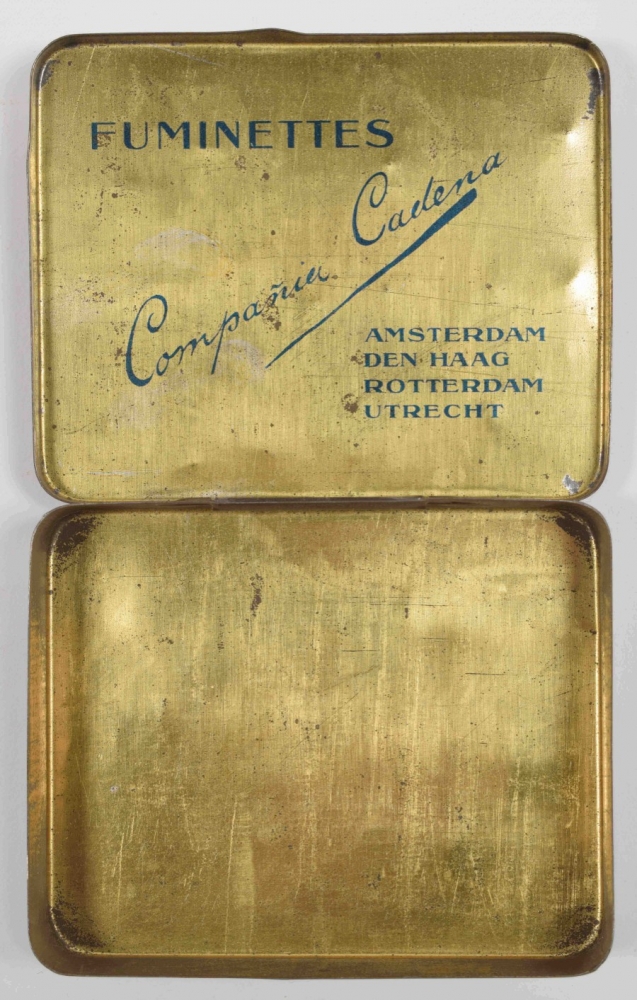 FUMINETTES
Compañia Cadena
AMSTERDAM
DEN HAAG
ROTTERDAM
UTRECHT